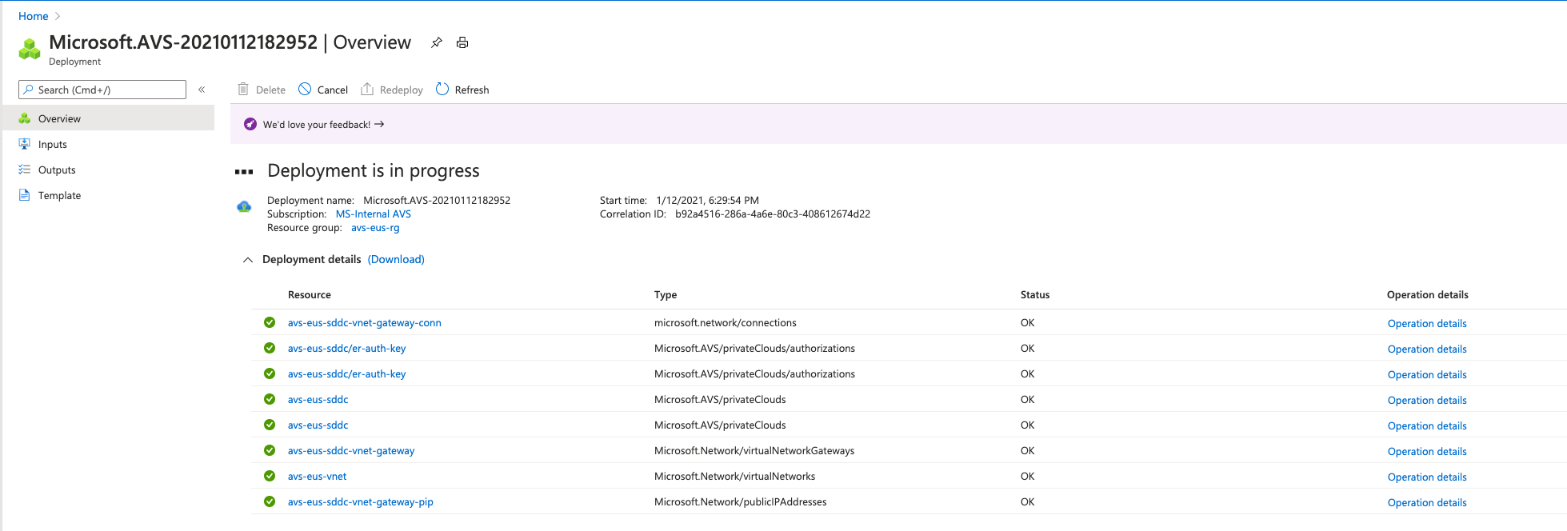 Home
Microsoft.AVS-20210112182952 | Overview
Deployment
Search (Cmd+/)
Delete Cancel Redeploy Refresh
Overview
Inputs
Outputs
Template
We'd love your feedback! →
Deployment is in progress
Deployment name: Microsoft.AVS-20210112182952 Start time: 1/12/2021, 6:29:54 PM
Subscription: MS-Internal AVS Correlation ID: b92a4516-286a-4a6e-80c3-408612674d22
Resource group: avs-eus-rg
Deployment details (Download)
Resource Type Status Operation details
avs-eus-sddc-vnet-gateway-conn microsoft.network/connections OK Operation details
avs-eus-sddc/er-auth-key Microsoft.AVS/privateClouds/authorizations OK Operation details
avs-eus-sddc/er-auth-key Microsoft.AVS/privateClouds/authorizations OK Operation details
avs-eus-sddc Microsoft.AVS/privateClouds OK Operation details
avs-eus-sddc Microsoft.AVS/privateClouds OK Operation details
avs-eus-sddc-vnet-gateway Microsoft.Network/virtualNetworkGateways OK Operation details
avs-eus-vnet Microsoft.Network/virtualNetworks OK Operation details
avs-eus-sddc-vnet-gateway-pip Microsoft.Network/publicIPAddresses OK Operation details